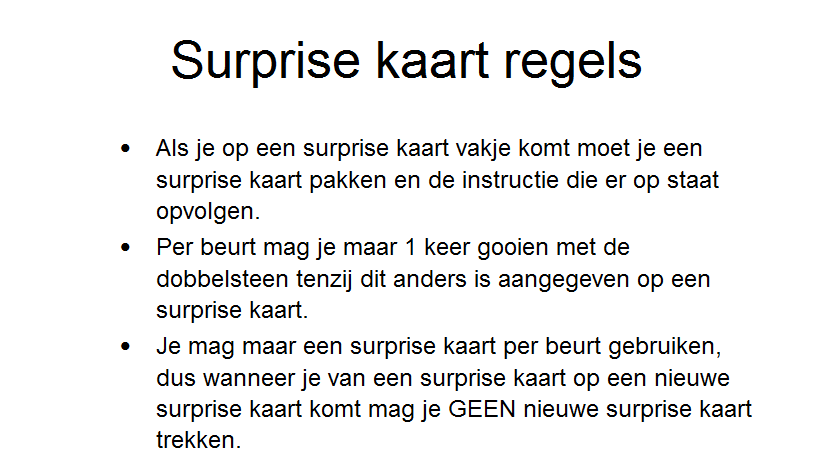 Surprise kaart regels
• Als je op een surprise kaart vakje komt moet je een
surprise kaart pakken en de instructie die er op staat
opvolgen.
• Per beurt mag je maar 1 keer gooien met de
dobbelsteen tenzij dit anders is aangegeven op een
surprise kaart.
• Je mag maar een surprise kaart per beurt gebruiken,
dus wanneer je van een surprise kaart op een nieuwe
surprise kaart komt mag je GEEN nieuwe surprise kaart
trekken.